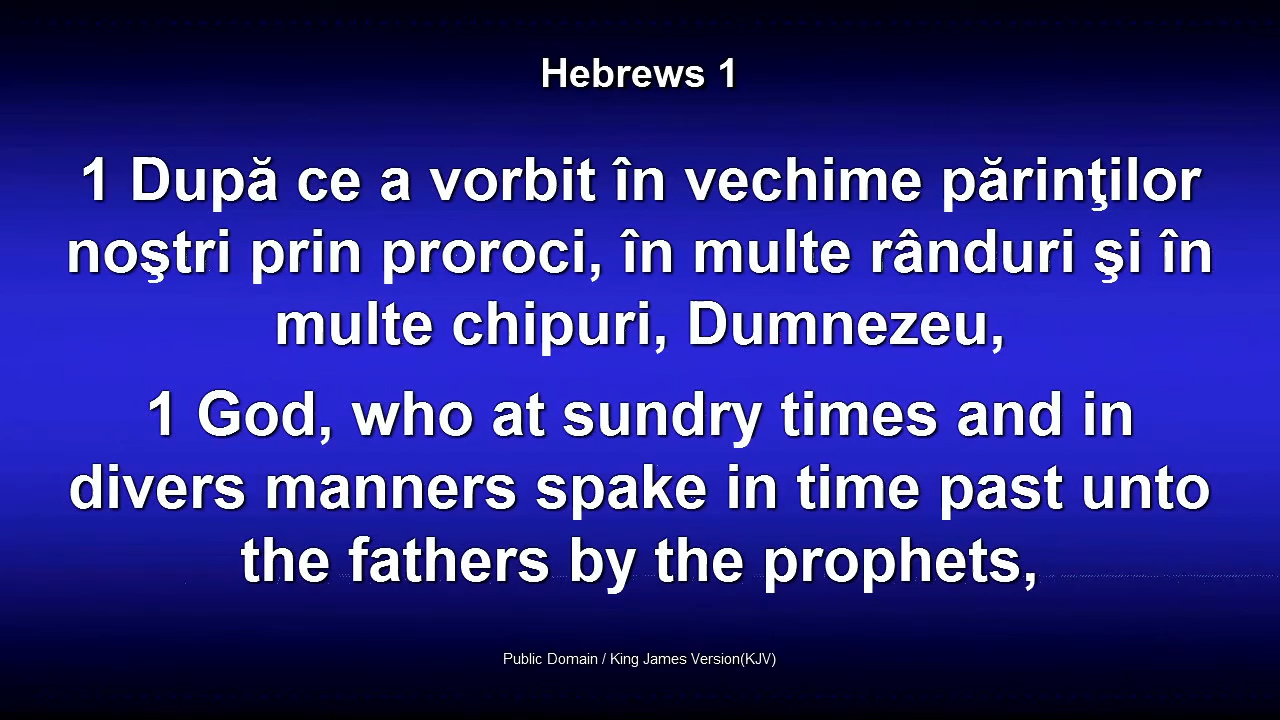 Hebrews 1
1 După ce a vorbit în vechime părinţilor
noştri prin proroci, în multe rânduri şi în
multe chipuri, Dumnezeu,
1 God, who at sundry times and in
divers manners spake in time past unto
the fathers by the prophets,
Public Domain / King James Version(KJV)